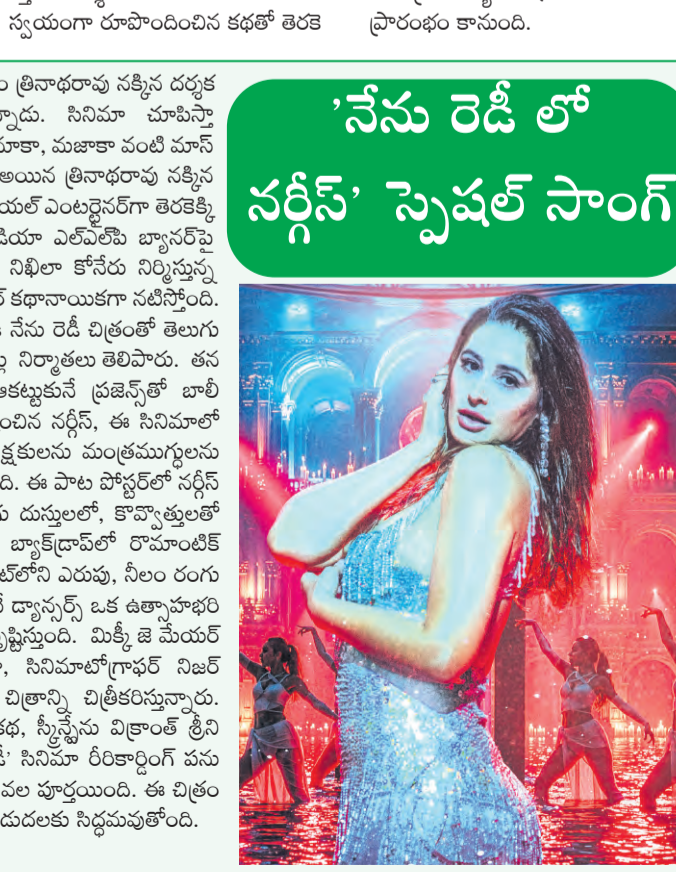 స్వయంగా రూపొందించిన కథతో తెరకె
ప్రారంభం కానుంది.
'నేను రెడీ లో
నర్గీస్' స్పెషల్ సాంగ్
త్రినాథరావు నక్కిన దర్శక
న్నాడు. సినిమా చూపిస్తా
మాకా, మజాకా వంటి మాస్
అయిన త్రినాథరావు నక్కిన
యల్ ఎంటర్టైనర్‌గా తెరకెక్కి
డియా ఎల్ఎల్‌పి బ్యానర్‌పై
నిఖిలా కోనేరు నిర్మిస్తున్న
కథానాయికగా నటిస్తోంది.
నేను రెడీ చిత్రంతో తెలుగు
నిర్మాతలు తెలిపారు. తన
ఆకట్టుకునే ప్రజెన్స్‌తో బాలీ
ంచిన నర్గీస్, ఈ సినిమాలో
క్షకులను మంత్రముగ్ధులను
ది. ఈ పాట పోస్టర్‌లో నర్గీస్
దుస్తులలో, కొవ్వొత్తులతో
బ్యాక్‌డ్రాప్‌లో రొమాంటిక్
ట్‌లోని ఎరుపు, నీలం రంగు
డ్యాన్సర్స్ ఒక ఉత్సాహభరి
ష్టిస్తుంది. మిక్కీ జె మేయర్
సినిమాటోగ్రాఫర్ నిజర్
చిత్రాన్ని చిత్రీకరిస్తున్నారు.
కథ, స్క్రీన్‌ప్లేను విక్రాంత్ శ్రీని
డీ' సినిమా రీరికార్డింగ్ పను
వల పూర్తయింది. ఈ చిత్రం
డుదలకు సిద్ధమవుతోంది.